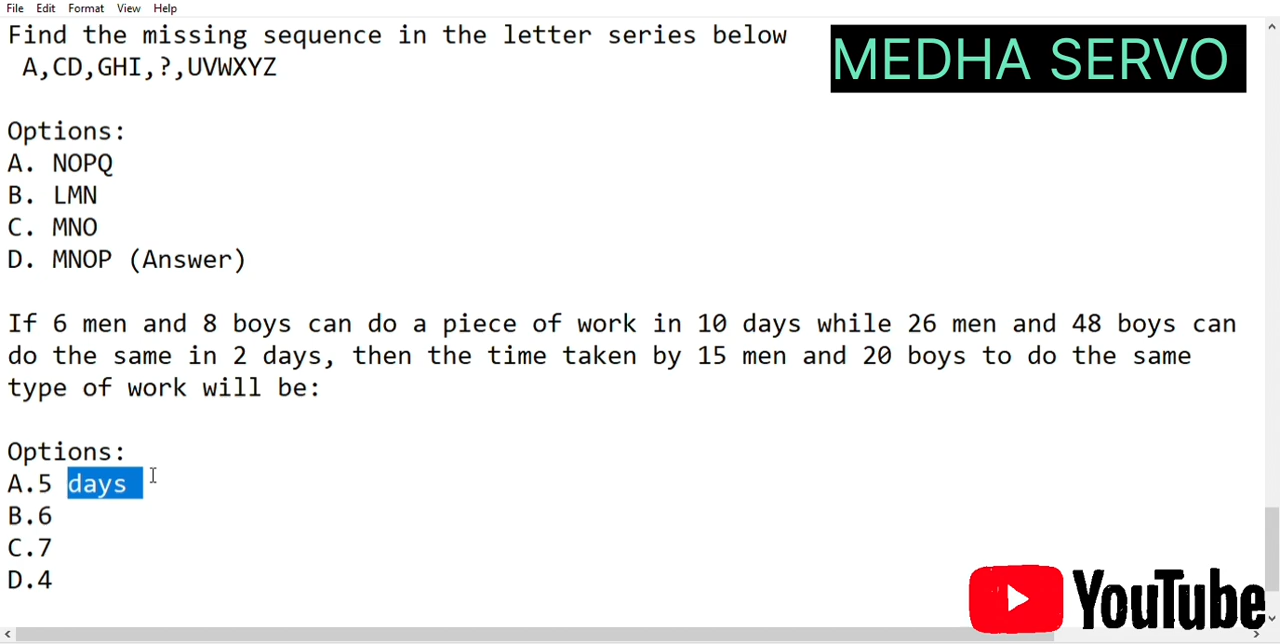 File Edit Format View Help
Find the missing sequence in the letter series below
A,CD,GHI,?,UVWXYZ
MEDHA SERVO
Options:
A. NOPQ
B. LMN
C. MNO
D. MNOP (Answer)
If 6 men and 8 boys can do a piece of work in 10 days while 26 men and 48 boys can
do the same in 2 days, then the time taken by 15 men and 20 boys to do the same
type of work will be:
Options:
A.5 days
B.6
C.7
D.4
YouTube